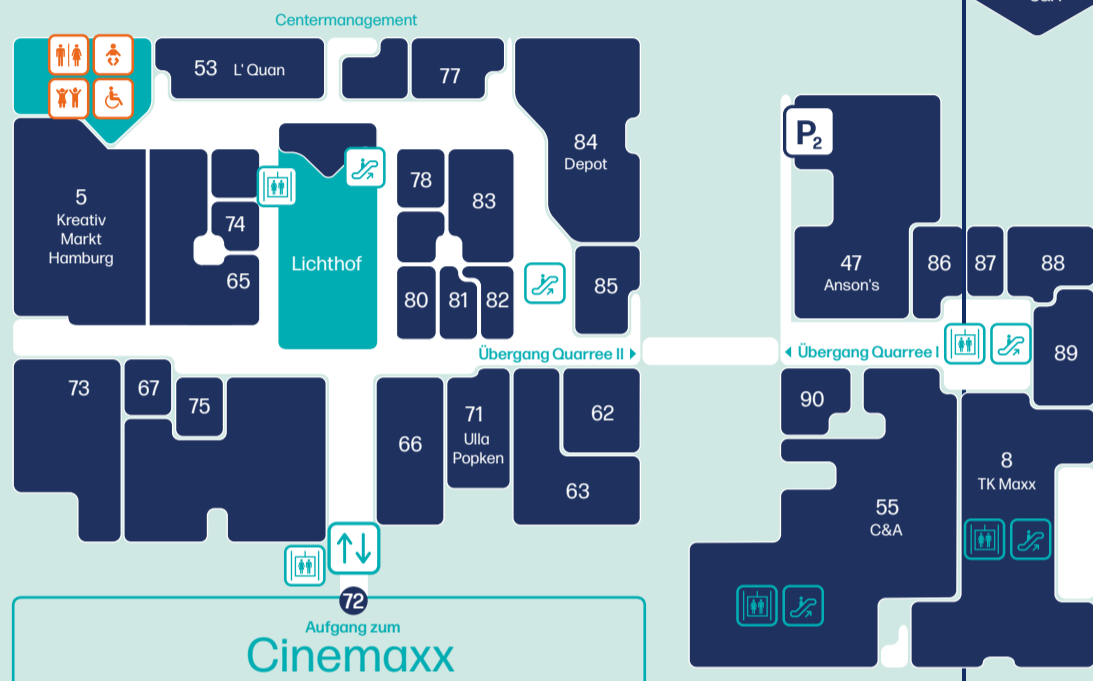 Centermanagement
53 L' Quan
77
84
Depot
P2
5
Kreativ
Markt
Hamburg
74
65
Lichthof
78
83
80
81
82
85
47
Anson's
86
87
88
89
Übergang Quarree II
Übergang Quarree I
73
67
75
66
71
Ulla
Popken
62
63
90
55
C&A
8
TK Maxx
72
Aufgang zum
Cinemaxx